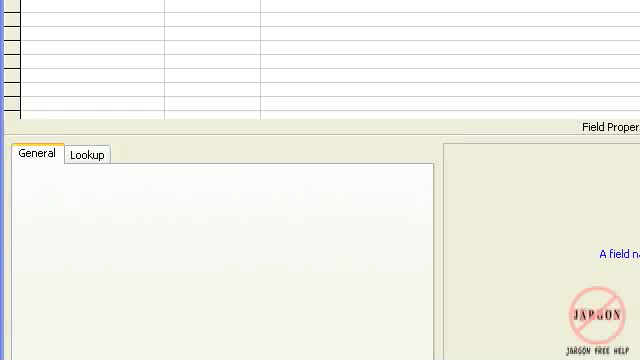 Field Proper
General
Lookup
A field n
JARGON
JARGON FREE HELP